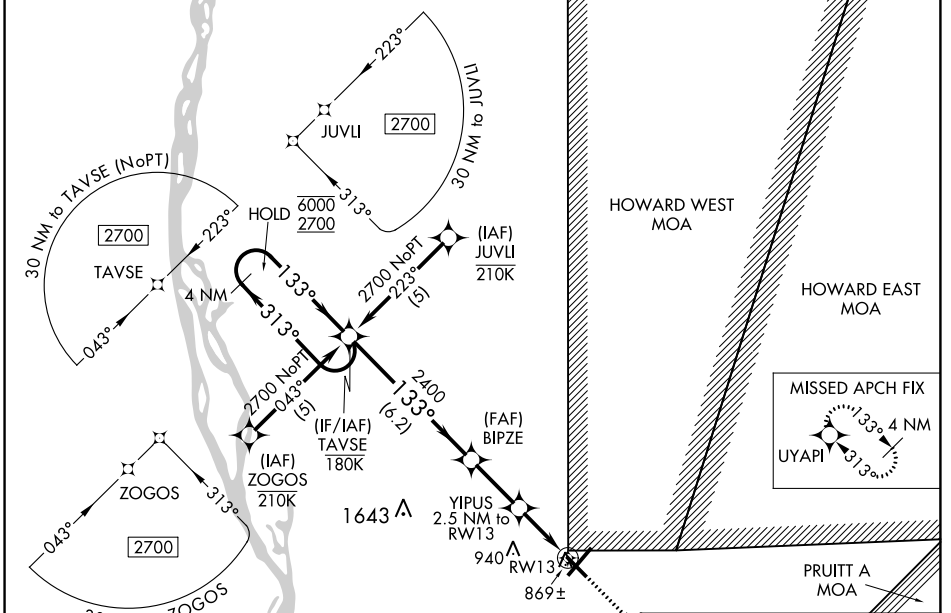 223°
JUVLI
2700
30 NM to JUVLI
313°
30 NM to TAVSE (NoPT)
2700
223°
TAVSE
043°
HOLD
6000
2700
4 NM
133°
313°
(IAF)
JUVLI
210K
2700 NoPT
223°
(5)
2700 NoPT
043°
(5)
(IF/IAF)
TAVSE
180K
(IAF)
ZOGOS
210K
2400
133°
(6.2)
(FAF)
BIPZE
YIPUS
2.5 NM to
RW13
1643
940
RW13
869±
ZOGOS
043°
313°
2700
ZOGOS
HOWARD WEST
MOA
HOWARD EAST
MOA
MISSED APCH FIX
UYAPI
133°
4 NM
313°
PRUITT A
MOA